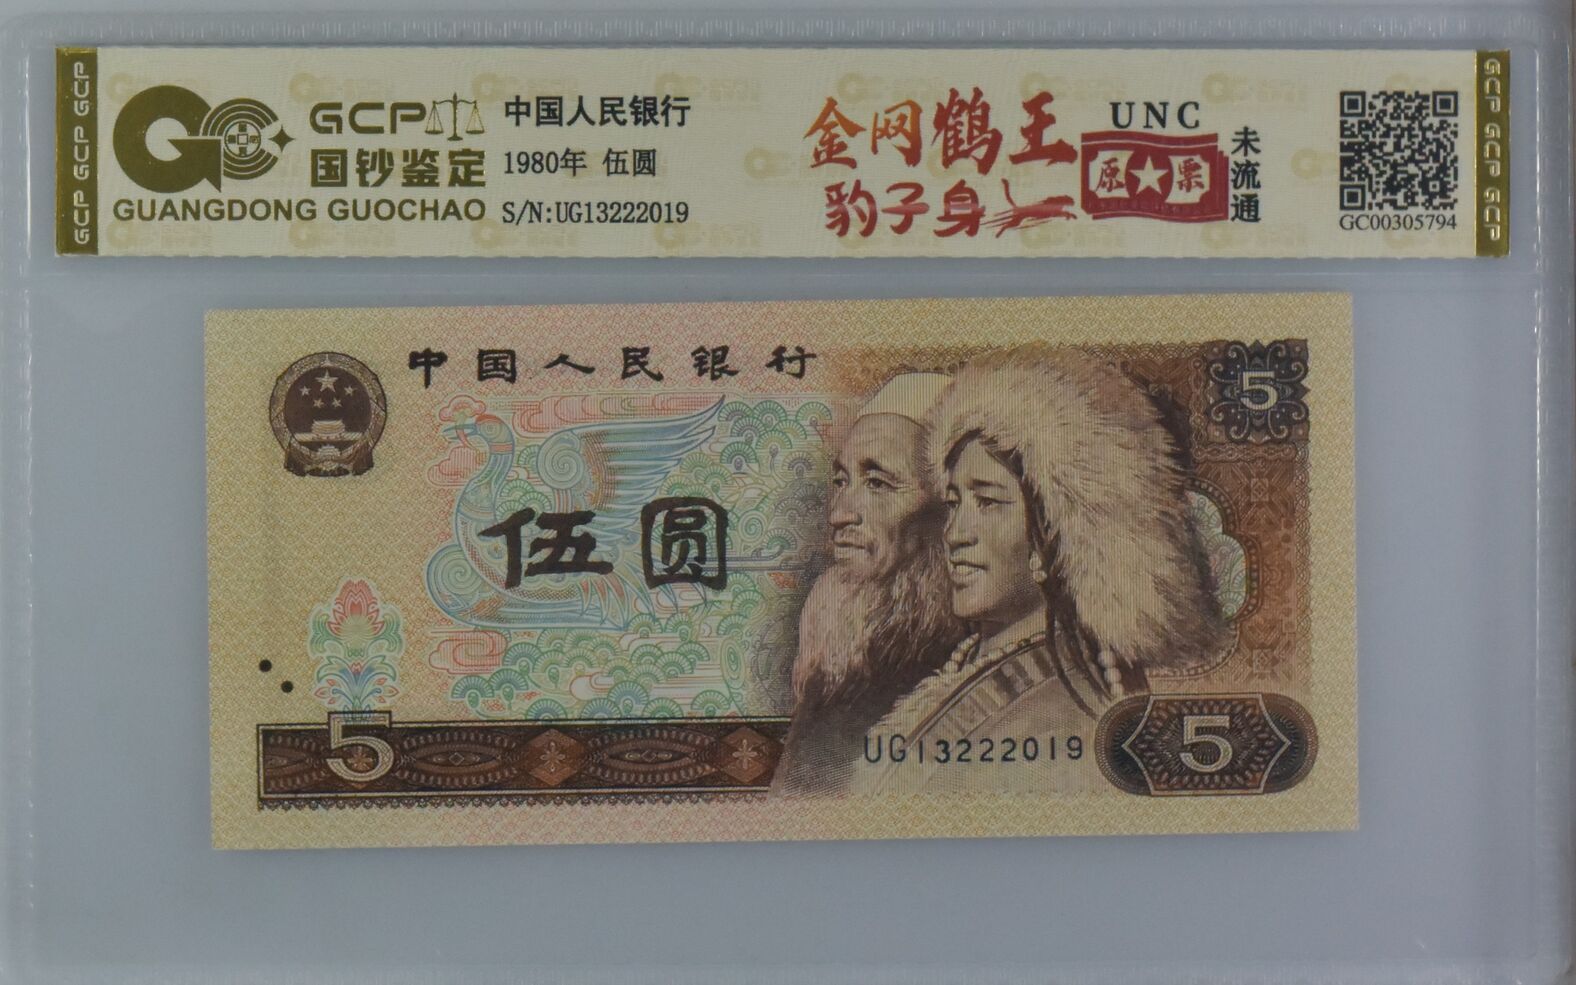 GCP GCP GCP
GCP
国钞鉴定
GUANGDONG GUOCHAO
中国人民银行
1980年 伍圆
S/N:UG13222019
金网鹤王
豹子身
UNC
原票
未流通
GC00305794
GCP GCP GCP
中国人民银行
5
伍圆
5
UG13222019
5